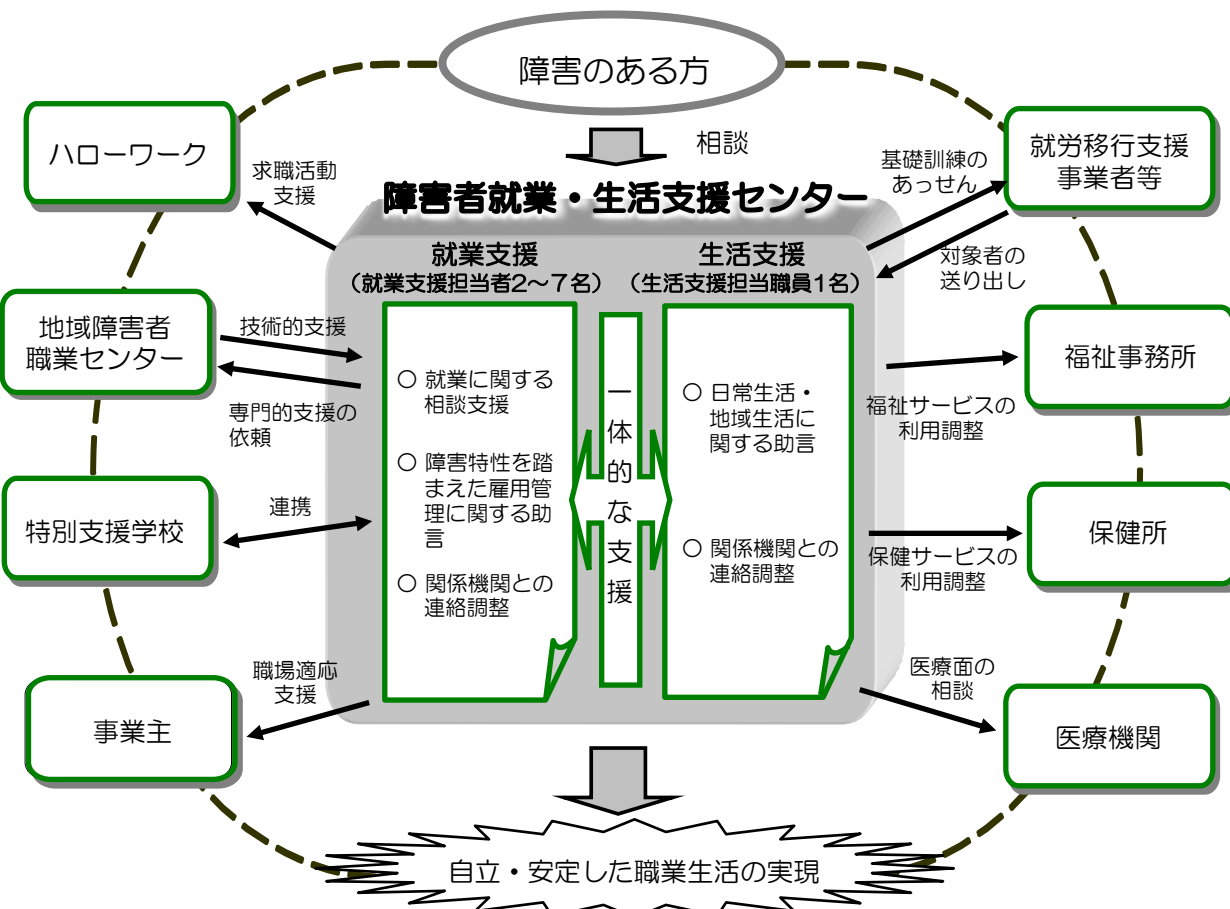 障害のある方
相談
障害者就業・生活支援センター
ハローワーク
求職活動
支援
地域障害者
職業センター
技術的支援
専門的支援の
依頼
特別支援学校
連携
事業主
職場適応
支援
就業支援
（就業支援担当者2～7名）
○ 就業に関する
相談支援
○ 障害特性を踏
まえた雇用管
理に関する助
言
○ 関係機関との
連絡調整
一体的な支援
生活支援
（生活支援担当職員1名）
○ 日常生活・
地域生活に
関する助言
○ 関係機関との
連絡調整
基礎訓練の
あっせん
対象者の
送り出し
就労移行支援
事業者等
福祉サービスの
利用調整
福祉事務所
保健サービスの
利用調整
保健所
医療面の
相談
医療機関
自立・安定した職業生活の実現